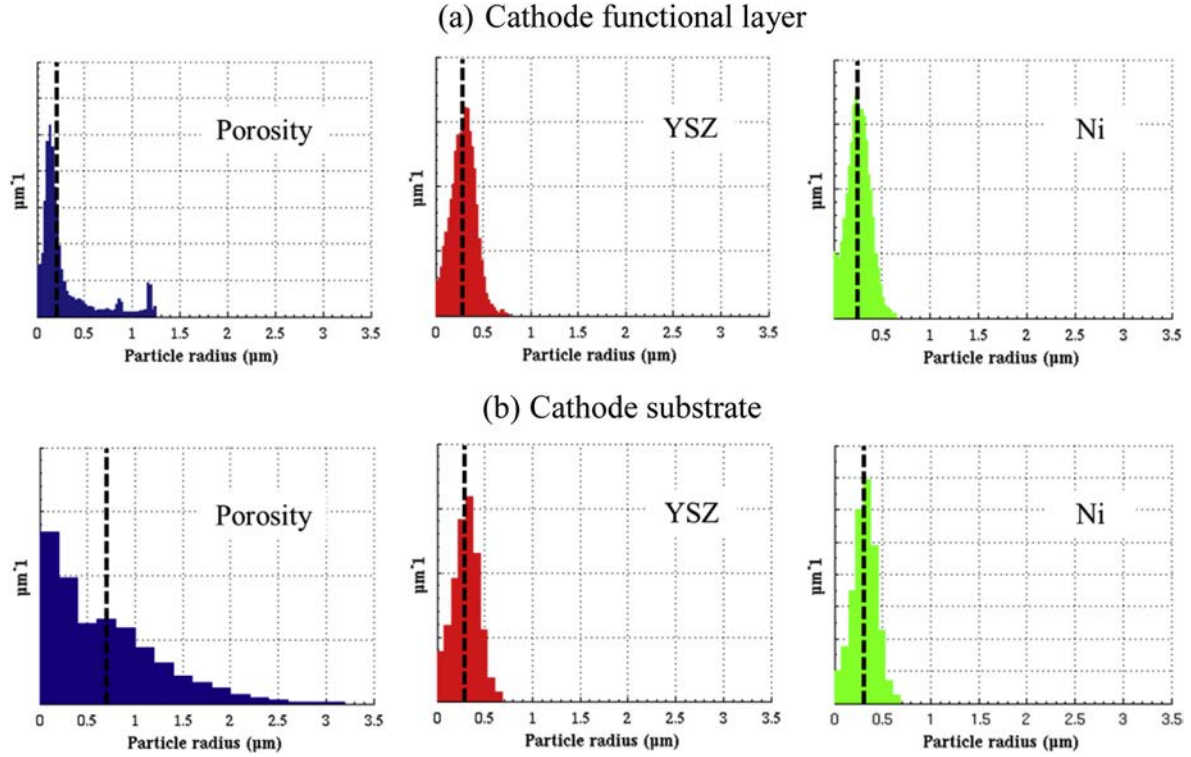 (a) Cathode functional layer
Porosity
YSZ
Ni
µm^-1
µm^-1
µm^-1
0 0.5 1 1.5 2 2.5 3 3.5
0 0.5 1 1.5 2 2.5 3 3.5
0.5 1 1.5 2 2.5 3 3.5
Particle radius (µm)
Particle radius (µm)
Particle radius (µm)
(b) Cathode substrate
Porosity
YSZ
Ni
µm^-1
µm^-1
µm^-1
0 0.5 1 1.5 2 2.5 3 3.5
0 0.5 1 1.5 2 2.5 3 3.5
0 0.5 1 1.5 2 2.5 3 3.5
Particle radius (µm)
Particle radius (µm)
Particle radius (µm)